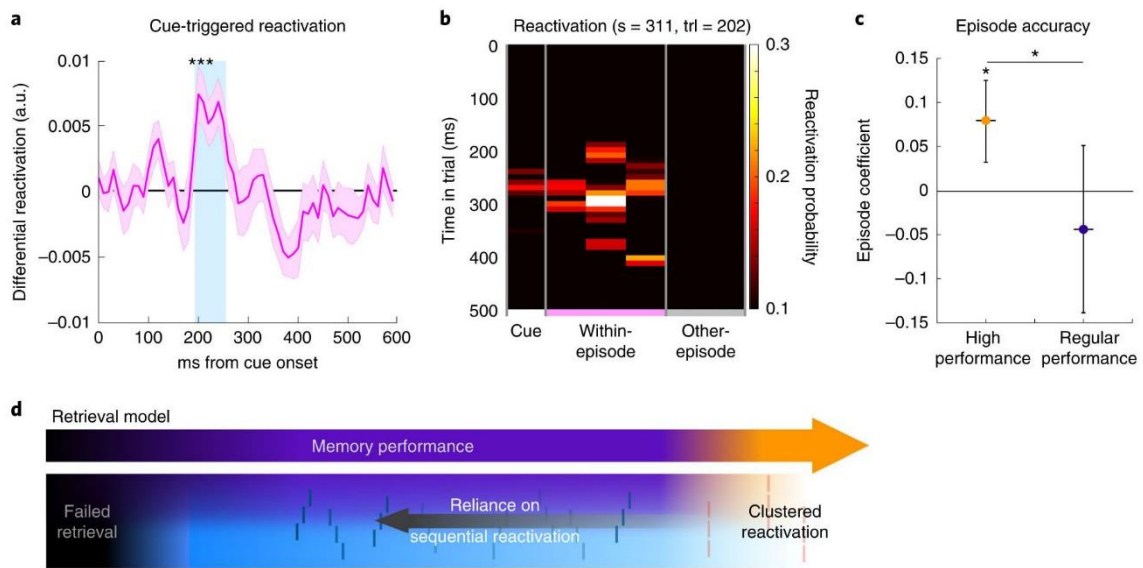 a
Cue-triggered reactivation
0.01
0.005
0
−0.005
−0.01
***
0
100
200
300
400
500
600
Differential reactivation (a.u.)
ms from cue onset
b
Reactivation (s = 311, trl = 202)
0
100
200
300
400
500
Time in trial (ms)
Cue
Within-
episode
Other-
episode
0.3
0.2
0.1
Reactivation probability
c
Episode accuracy
*
*
0.15
0.1
0.05
0
−0.05
−0.1
−0.15
Episode coefficient
High
performance
Regular
performance
d
Retrieval model
Memory performance
Failed
retrieval
Reliance on
sequential reactivation
Clustered
reactivation